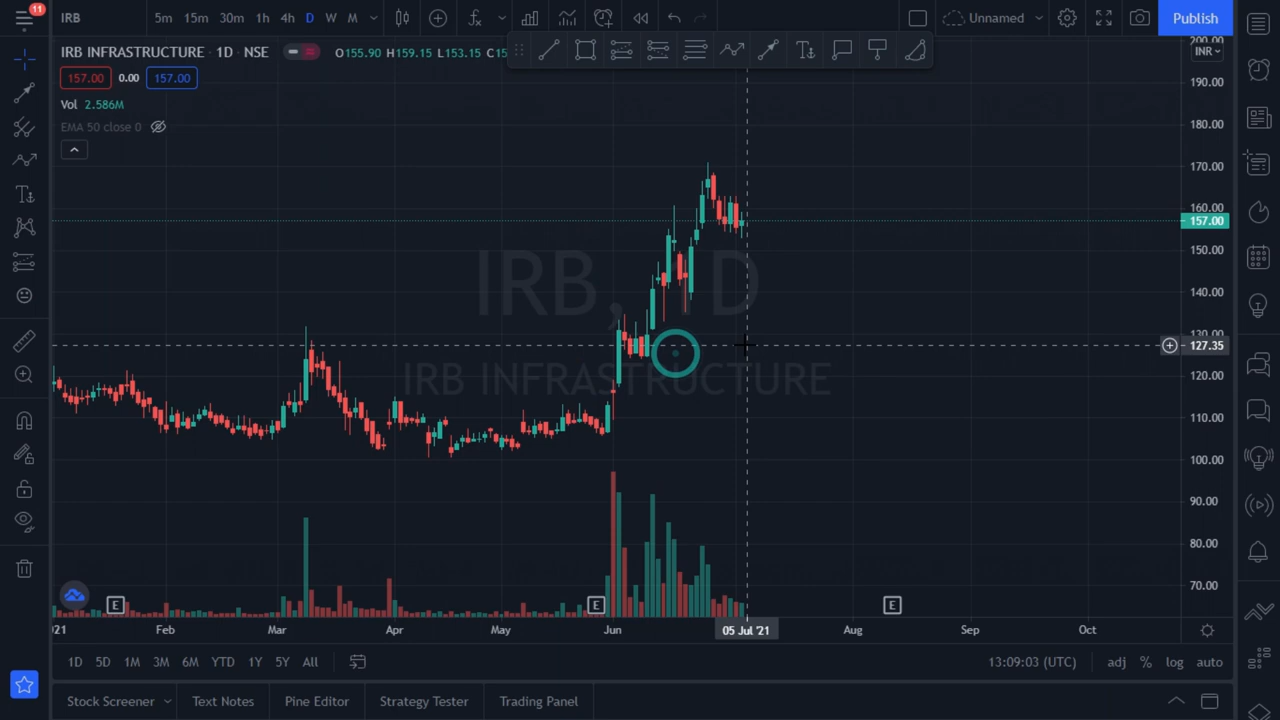 11
IRB
5m 15m 30m 1h 4h D W M
Unnamed
Publish
IRB INFRASTRUCTURE · 1D · NSE
O155.90 H159.15 L153.15 C15
INR
157.00 0.00 157.00
Vol 2.586M
EMA 50 close 0
200.00
190.00
180.00
170.00
160.00
157.00
150.00
140.00
130.00
127.35
120.00
110.00
100.00
90.00
80.00
70.00
IRB, 1D
IRB INFRASTRUCTURE
E E E
21 Feb Mar Apr May Jun 05 Jul '21 Aug Sep Oct
1D 5D 1M 3M 6M YTD 1Y 5Y All
13:09:03 (UTC) adj % log auto
Stock Screener Text Notes Pine Editor Strategy Tester Trading Panel